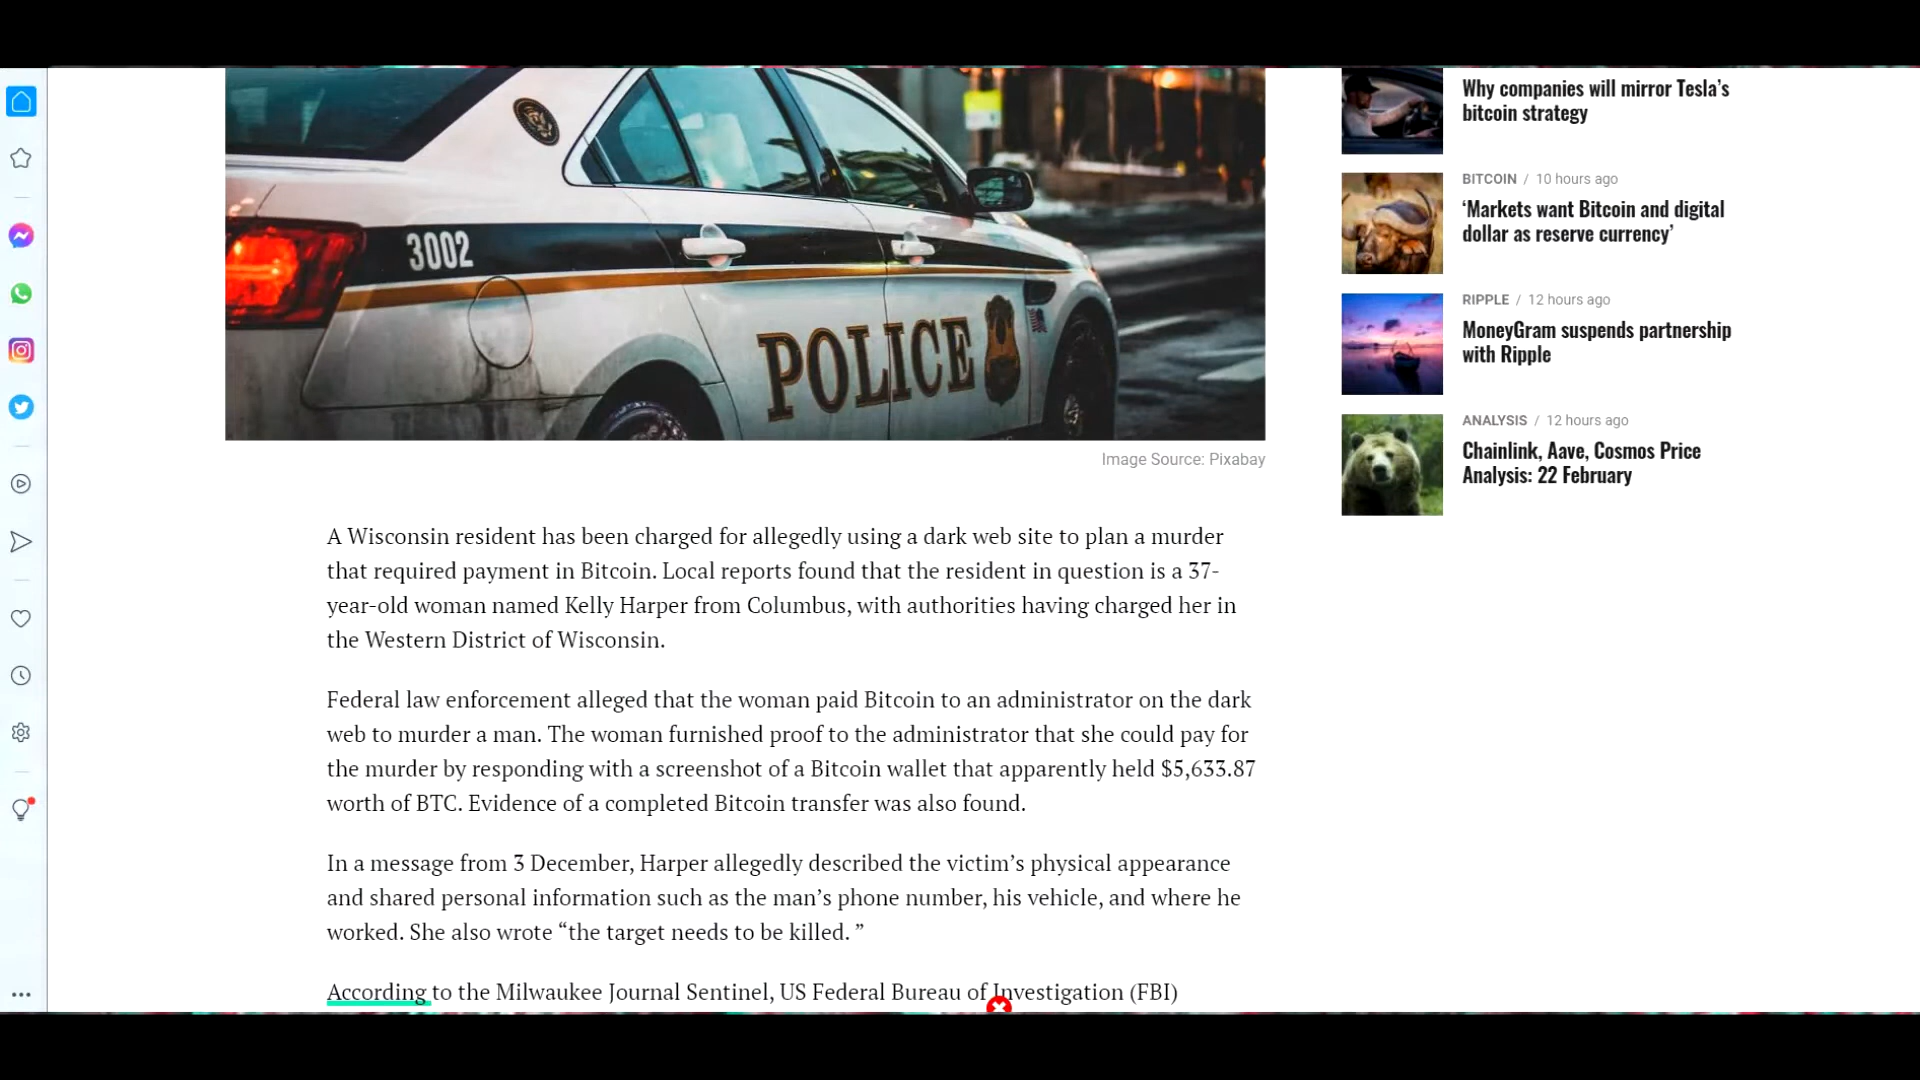 3002
POLICE
Image Source: Pixabay
A Wisconsin resident has been charged for allegedly using a dark web site to plan a murder
that required payment in Bitcoin. Local reports found that the resident in question is a 37-
year-old woman named Kelly Harper from Columbus, with authorities having charged her in
the Western District of Wisconsin.
Federal law enforcement alleged that the woman paid Bitcoin to an administrator on the dark
web to murder a man. The woman furnished proof to the administrator that she could pay for
the murder by responding with a screenshot of a Bitcoin wallet that apparently held $5,633.87
worth of BTC. Evidence of a completed Bitcoin transfer was also found.
In a message from 3 December, Harper allegedly described the victim’s physical appearance
and shared personal information such as the man’s phone number, his vehicle, and where he
worked. She also wrote “the target needs to be killed. ”
According to the Milwaukee Journal Sentinel, US Federal Bureau of Investigation (FBI)
Why companies will mirror Tesla’s
bitcoin strategy
BITCOIN / 10 hours ago
‘Markets want Bitcoin and digital
dollar as reserve currency’
RIPPLE / 12 hours ago
MoneyGram suspends partnership
with Ripple
ANALYSIS / 12 hours ago
Chainlink, Aave, Cosmos Price
Analysis: 22 February